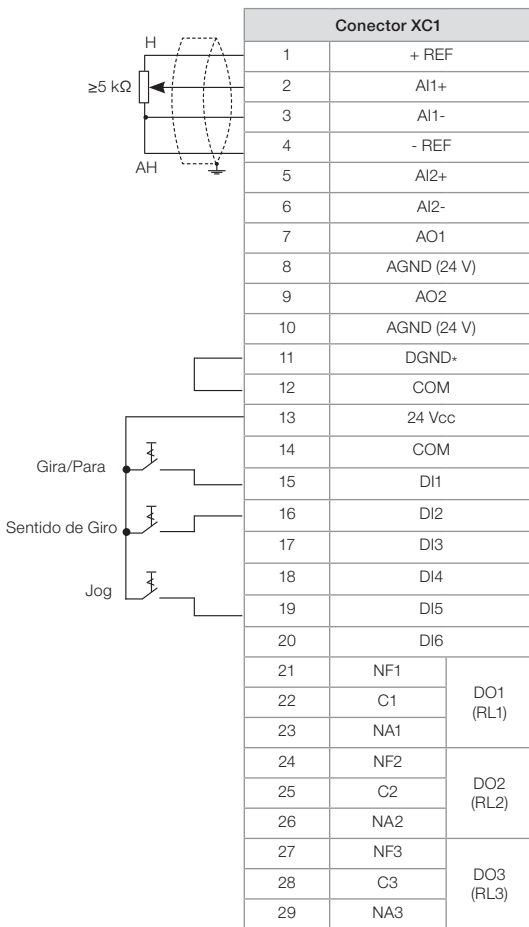 Conector XC1
H
≥5 kΩ
AH
1 + REF
2 AI1+
3 AI1-
4 - REF
5 AI2+
6 AI2-
7 AO1
8 AGND (24 V)
9 AO2
10 AGND (24 V)
11 DGND*
12 COM
13 24 Vcc
14 COM
Gira/Para
15 DI1
16 DI2
Sentido de Giro
17 DI3
18 DI4
Jog
19 DI5
20 DI6
21 NF1
22 C1
23 NA1
DO1
(RL1)
24 NF2
25 C2
26 NA2
DO2
(RL2)
27 NF3
28 C3
29 NA3
DO3
(RL3)